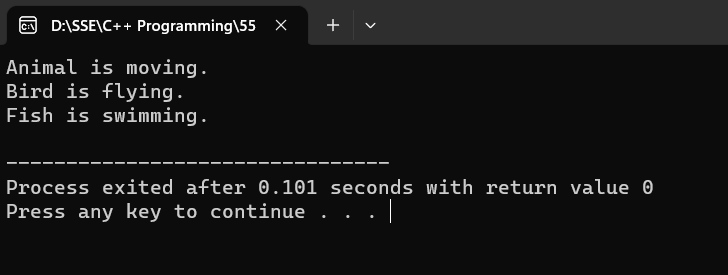 D:\SSE\C++ Programming\55
Animal is moving.
Bird is flying.
Fish is swimming.
--------------------------------
Process exited after 0.101 seconds with return value 0
Press any key to continue . . .